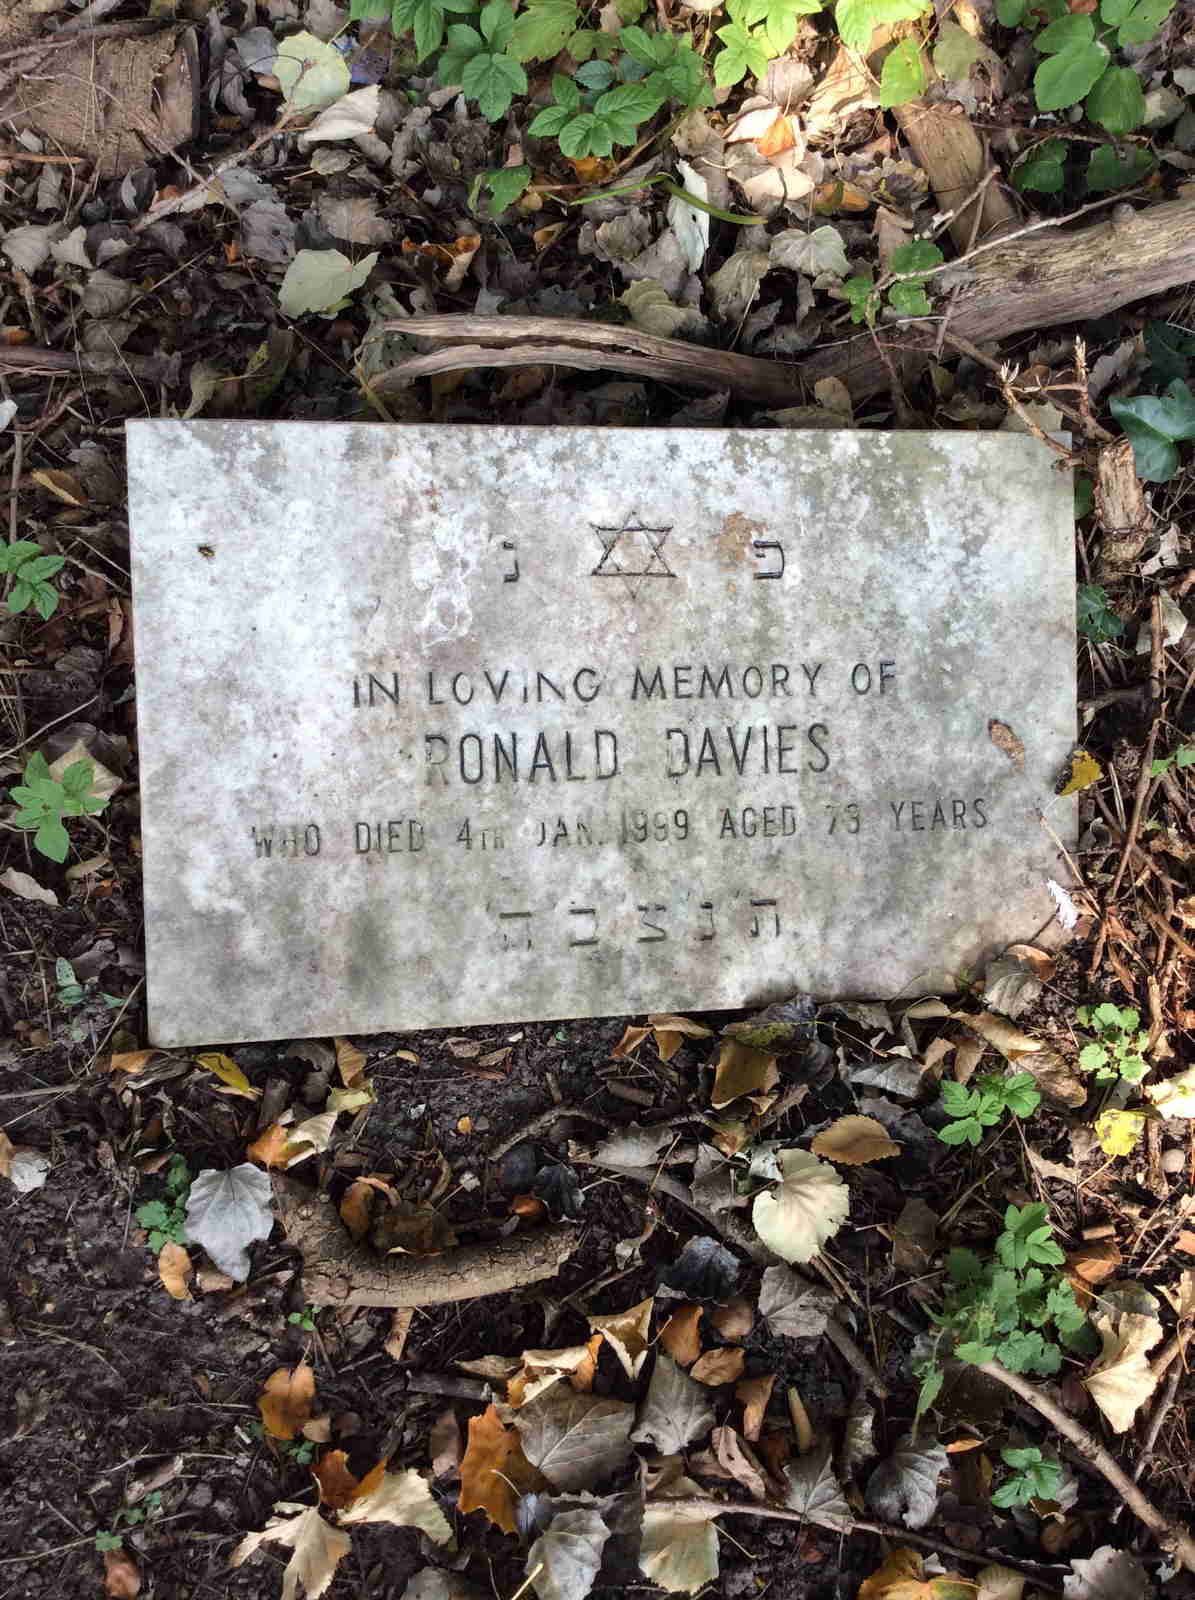 פ נ
IN LOVING MEMORY OF
RONALD DAVIES
WHO DIED 4TH JAN. 1999 AGED 73 YEARS
ת'נ'צ'ב'ה'